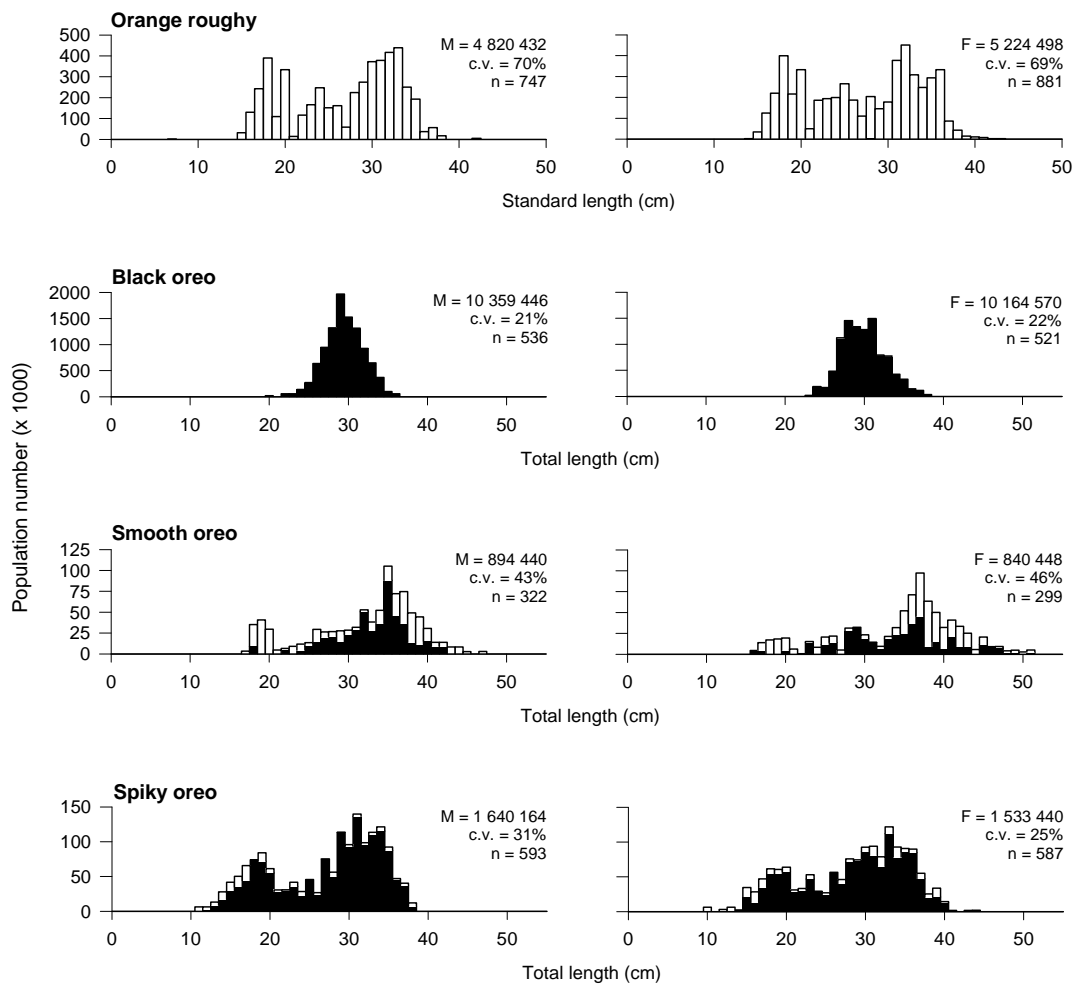 Orange roughy
500
400
300
200
100
0
M = 4 820 432
c.v. = 70%
n = 747
0 10 20 30 40 50
F = 5 224 498
c.v. = 69%
n = 881
0 10 20 30 40 50
Standard length (cm)
Population number (x 1000)
Black oreo
2000
1500
1000
500
0
M = 10 359 446
c.v. = 21%
n = 536
0 10 20 30 40 50
F = 10 164 570
c.v. = 22%
n = 521
0 10 20 30 40 50
Total length (cm)
Smooth oreo
125
100
75
50
25
0
M = 894 440
c.v. = 43%
n = 322
0 10 20 30 40 50
F = 840 448
c.v. = 46%
n = 299
0 10 20 30 40 50
Total length (cm)
Spiky oreo
150
100
50
0
M = 1 640 164
c.v. = 31%
n = 593
0 10 20 30 40 50
F = 1 533 440
c.v. = 25%
n = 587
0 10 20 30 40 50
Total length (cm)